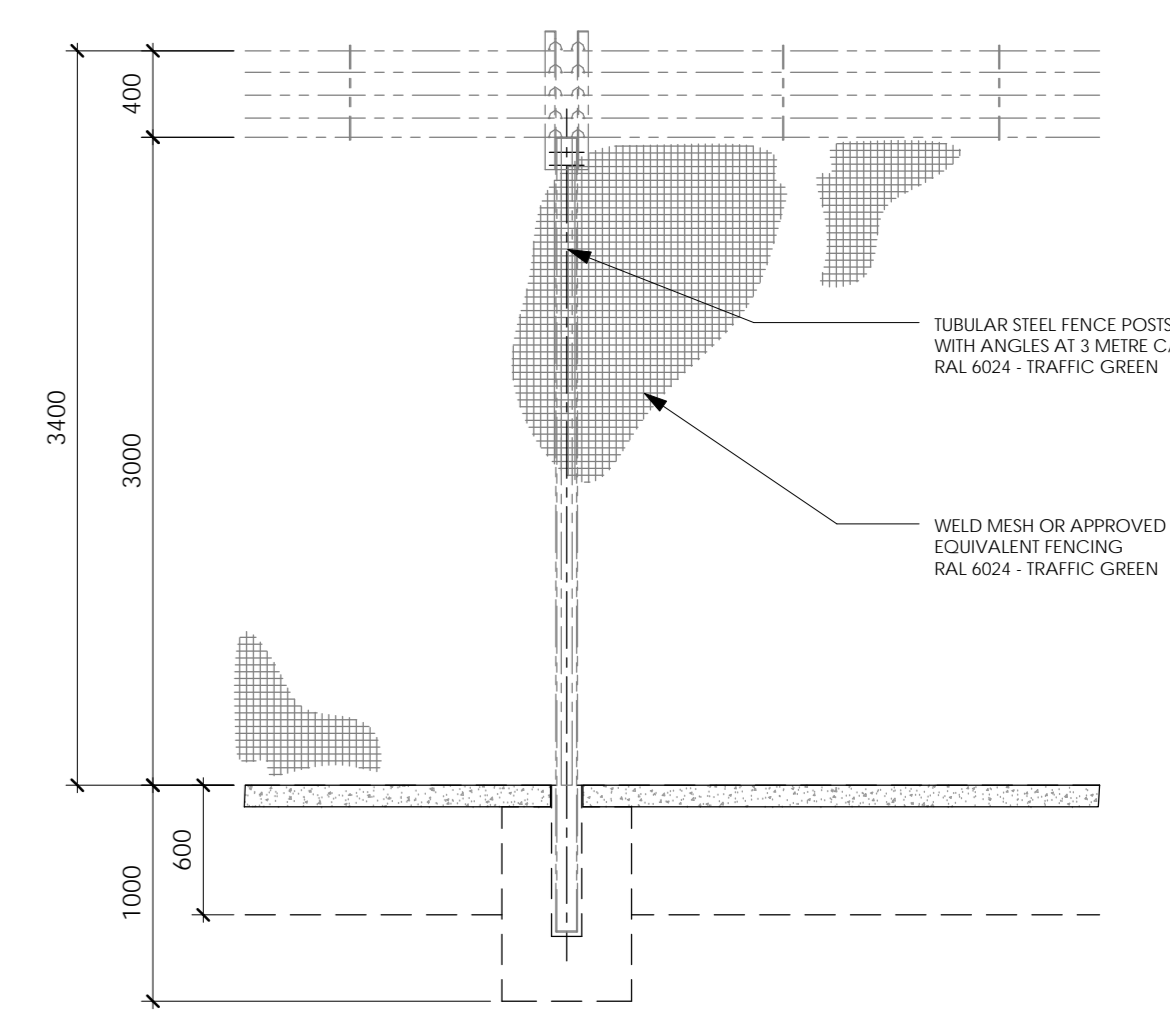 400
3400
3000
TUBULAR STEEL FENCE POSTS
WITH ANGLES AT 3 METRE
RAL 6024 - TRAFFIC GREEN
WELD MESH OR APPROVED
EQUIVALENT FENCING
RAL 6024 - TRAFFIC GREEN
600
1000